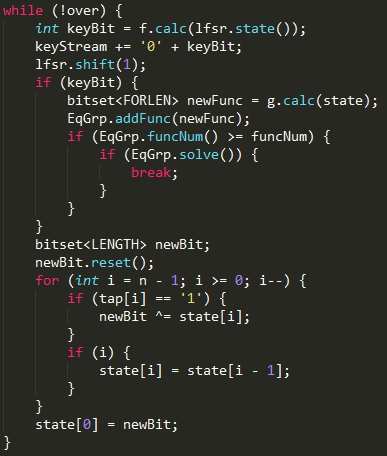 while (!over) {
    int keyBit = f.calc(lfsr.state());
    keyStream += '0' + keyBit;
    lfsr.shift(1);
    if (keyBit) {
        bitset<FORLEN> newFunc = g.calc(state);
        EqGrp.addFunc(newFunc);
        if (EqGrp.funcNum() >= funcNum) {
            if (EqGrp.solve()) {
                break;
            }
        }
    }
    bitset<LENGTH> newBit;
    newBit.reset();
    for (int i = n - 1; i >= 0; i--) {
        if (tap[i] == '1') {
            newBit ^= state[i];
        }
        if (i) {
            state[i] = state[i - 1];
        }
    }
    state[0] = newBit;
}